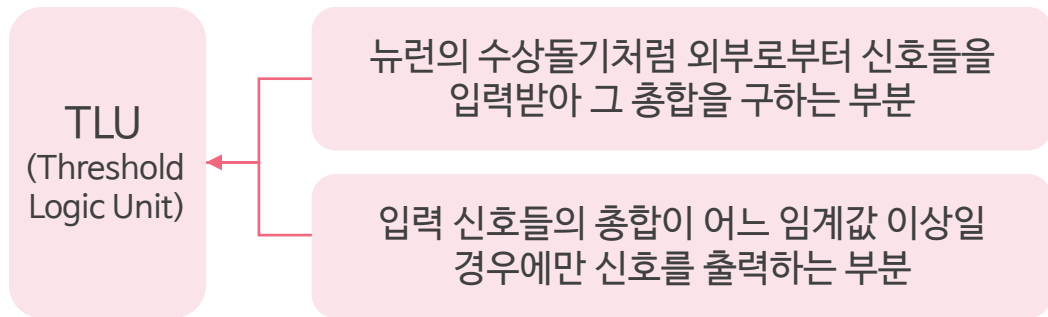 TLU
(Threshold
Logic Unit)
뉴런의 수상돌기처럼 외부로부터 신호들을
입력받아 그 총합을 구하는 부분
입력 신호들의 총합이 어느 임계값 이상일
경우에만 신호를 출력하는 부분